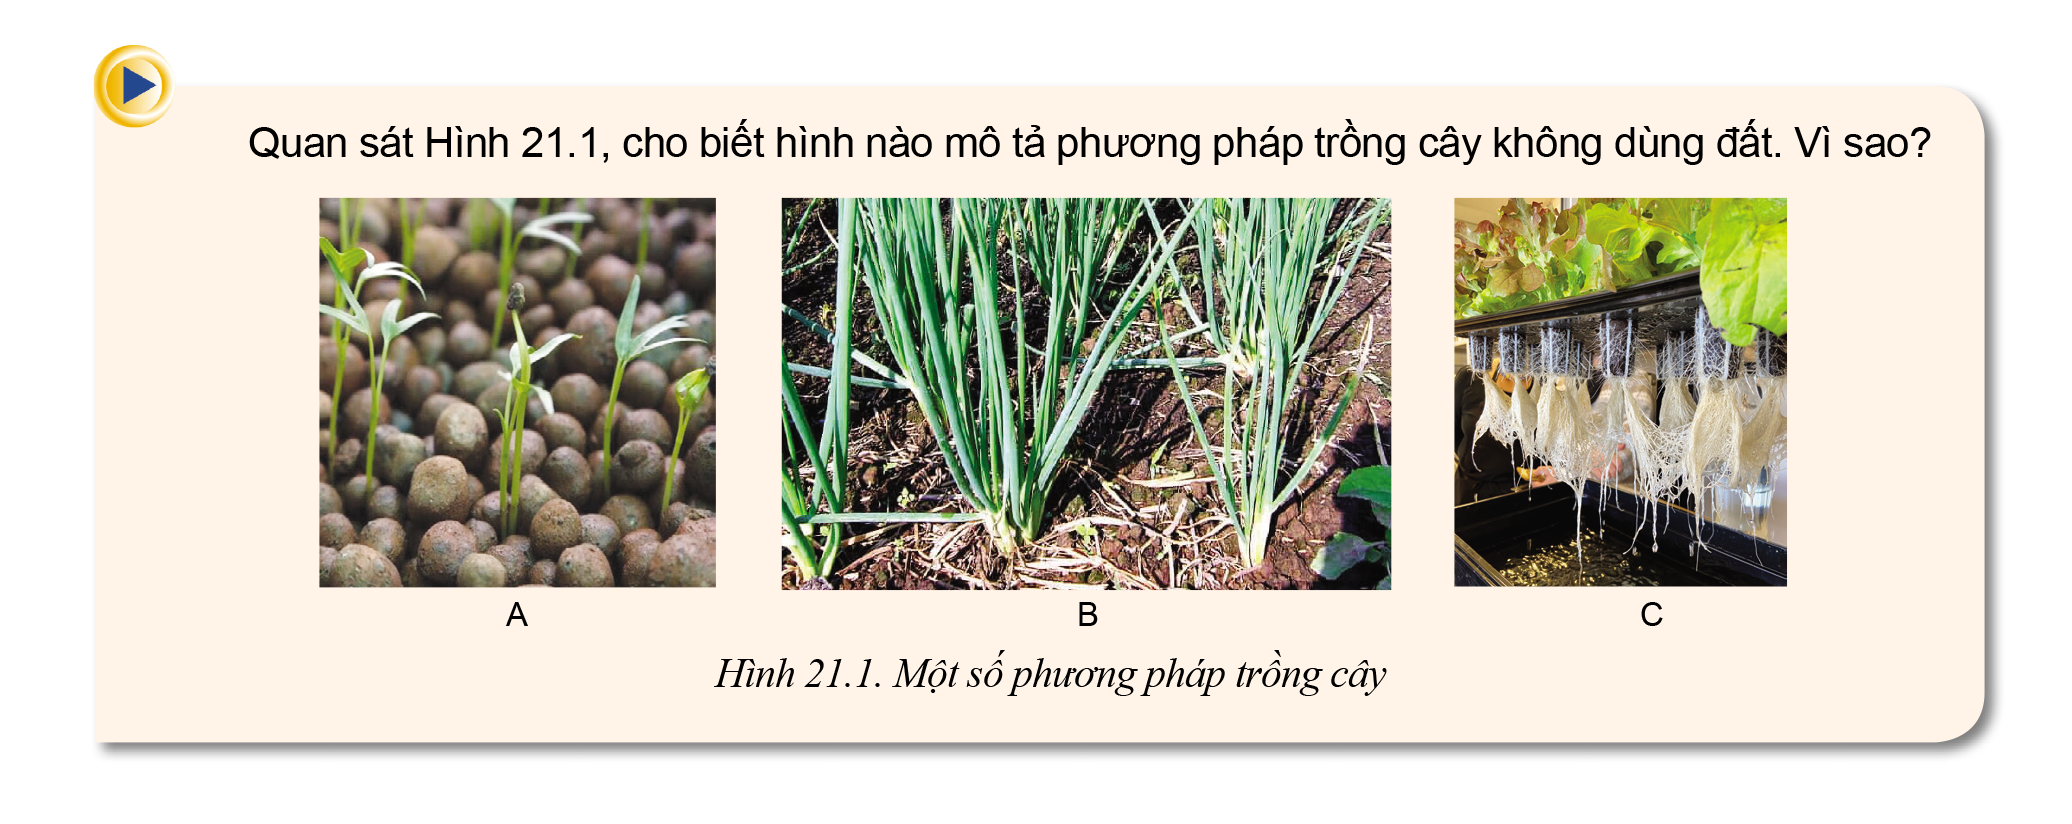 Quan sát Hình 21.1, cho biết hình nào mô tả phương pháp trồng cây không dùng đất. Vì sao?
A
B
C
Hình 21.1. Một số phương pháp trồng cây